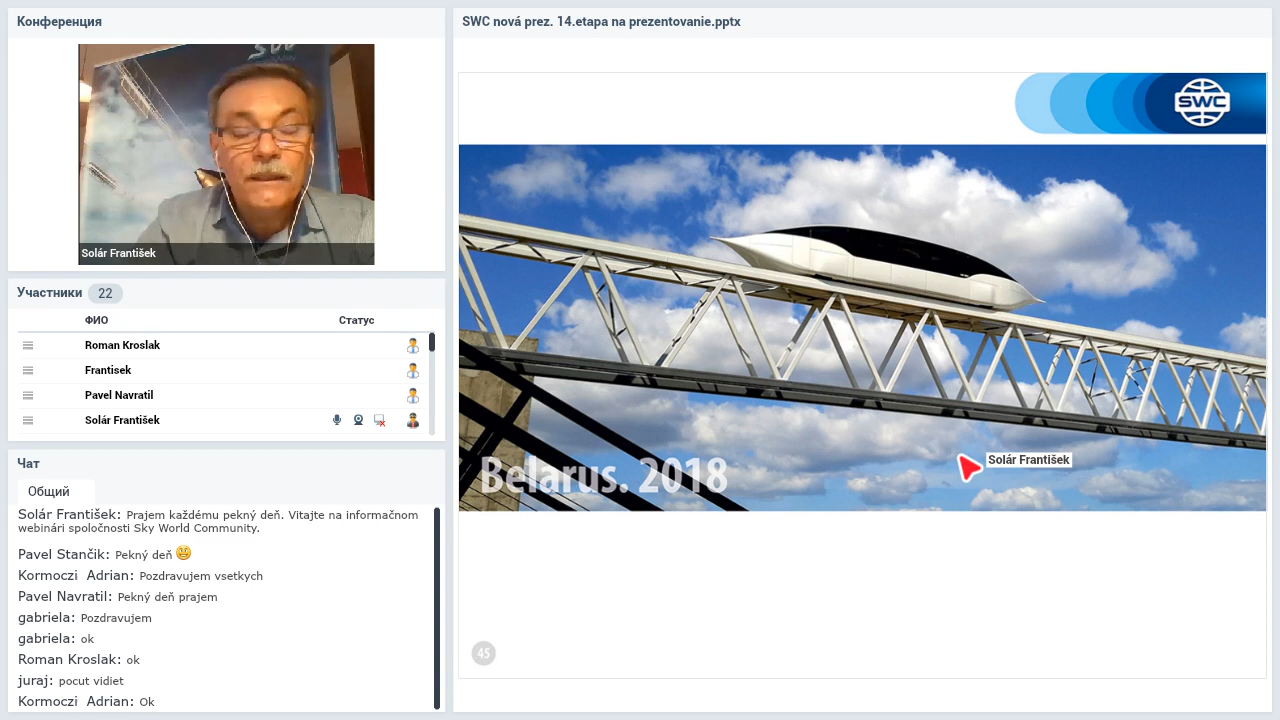 Конференция
Solár František
Участники 22
ФИО Статус
Roman Kroslak
Frantisek
Pavel Navratil
Solár František
Чат
Общий
Solár František: Prajem každému pekný deň. Vitajte na informačnom
webinári spoločnosti Sky World Community.
Pavel Stančik: Pekný deň
Kormoczi Adrian: Pozdravujem vsetkych
Pavel Navratil: Pekný deň prajem
gabriela: Pozdravujem
gabriela: ok
Roman Kroslak: ok
juraj: pocut vidiet
Kormoczi Adrian: Ok
SWC nová prez. 14.etapa na prezentovanie.pptx
SWC
Solár František
Belarus. 2018
45